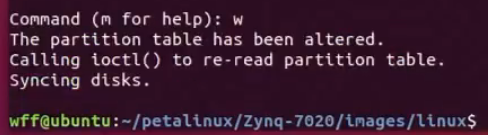 Command (m for help): w
The partition table has been altered.
Calling ioctl() to re-read partition table.
Syncing disks.
wff@ubuntu:~/petalinux/Zynq-7020/images/linux$